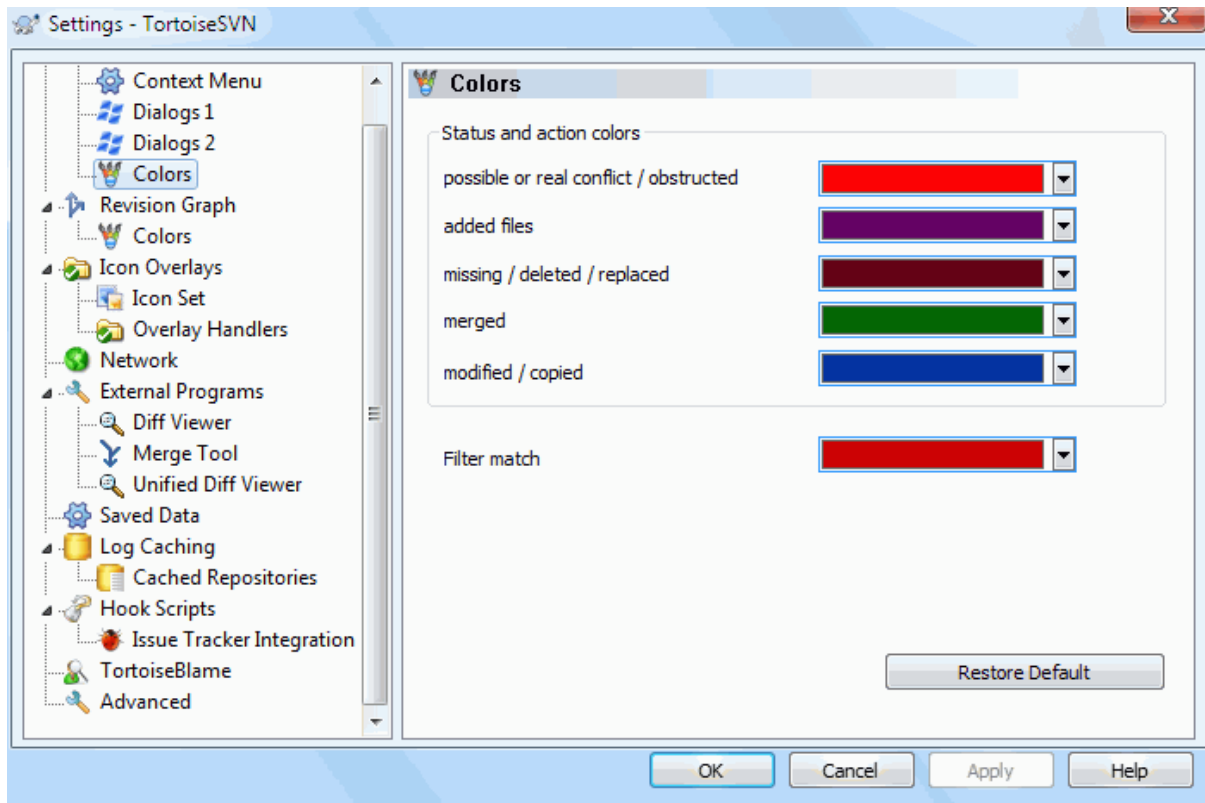 Settings - TortoiseSVN
Context Menu
Dialogs 1
Dialogs 2
Colors
Revision Graph
Colors
Icon Overlays
Icon Set
Overlay Handlers
Network
External Programs
Diff Viewer
Merge Tool
Unified Diff Viewer
Saved Data
Log Caching
Cached Repositories
Hook Scripts
Issue Tracker Integration
TortoiseBlame
Advanced
Colors
Status and action colors
possible or real conflict / obstructed
added files
missing / deleted / replaced
merged
modified / copied
Filter match
Restore Default
OK Cancel Apply Help